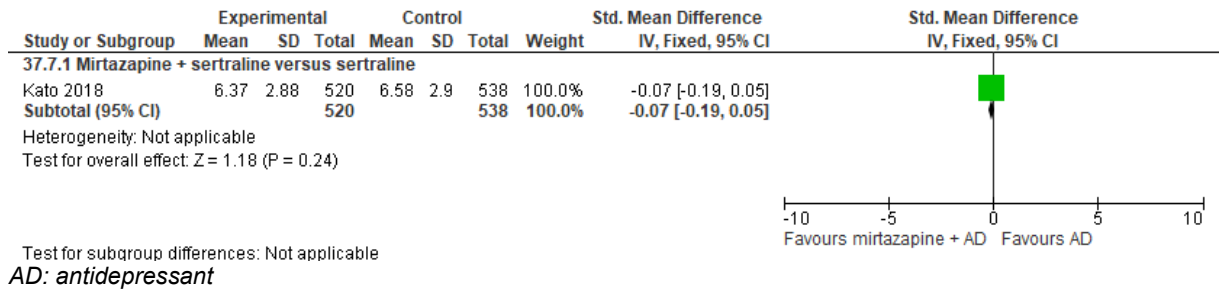 Experimental Control Std. Mean Difference Std. Mean Difference
Study or Subgroup Mean SD Total Mean SD Total Weight IV, Fixed, 95% CI IV, Fixed, 95% CI
37.7.1 Mirtazapine + sertraline versus sertraline
Kato 2018 6.37 2.88 520 6.58 2.9 538 100.0% -0.07 [-0.19, 0.05]
Subtotal (95% CI) 520 538 100.0% -0.07 [-0.19, 0.05]
Heterogeneity: Not applicable
Test for overall effect: Z = 1.18 (P = 0.24)
-10 -5 0 5 10
Favours mirtazapine + AD Favours AD
Test for subgroup differences: Not applicable
AD: antidepressant